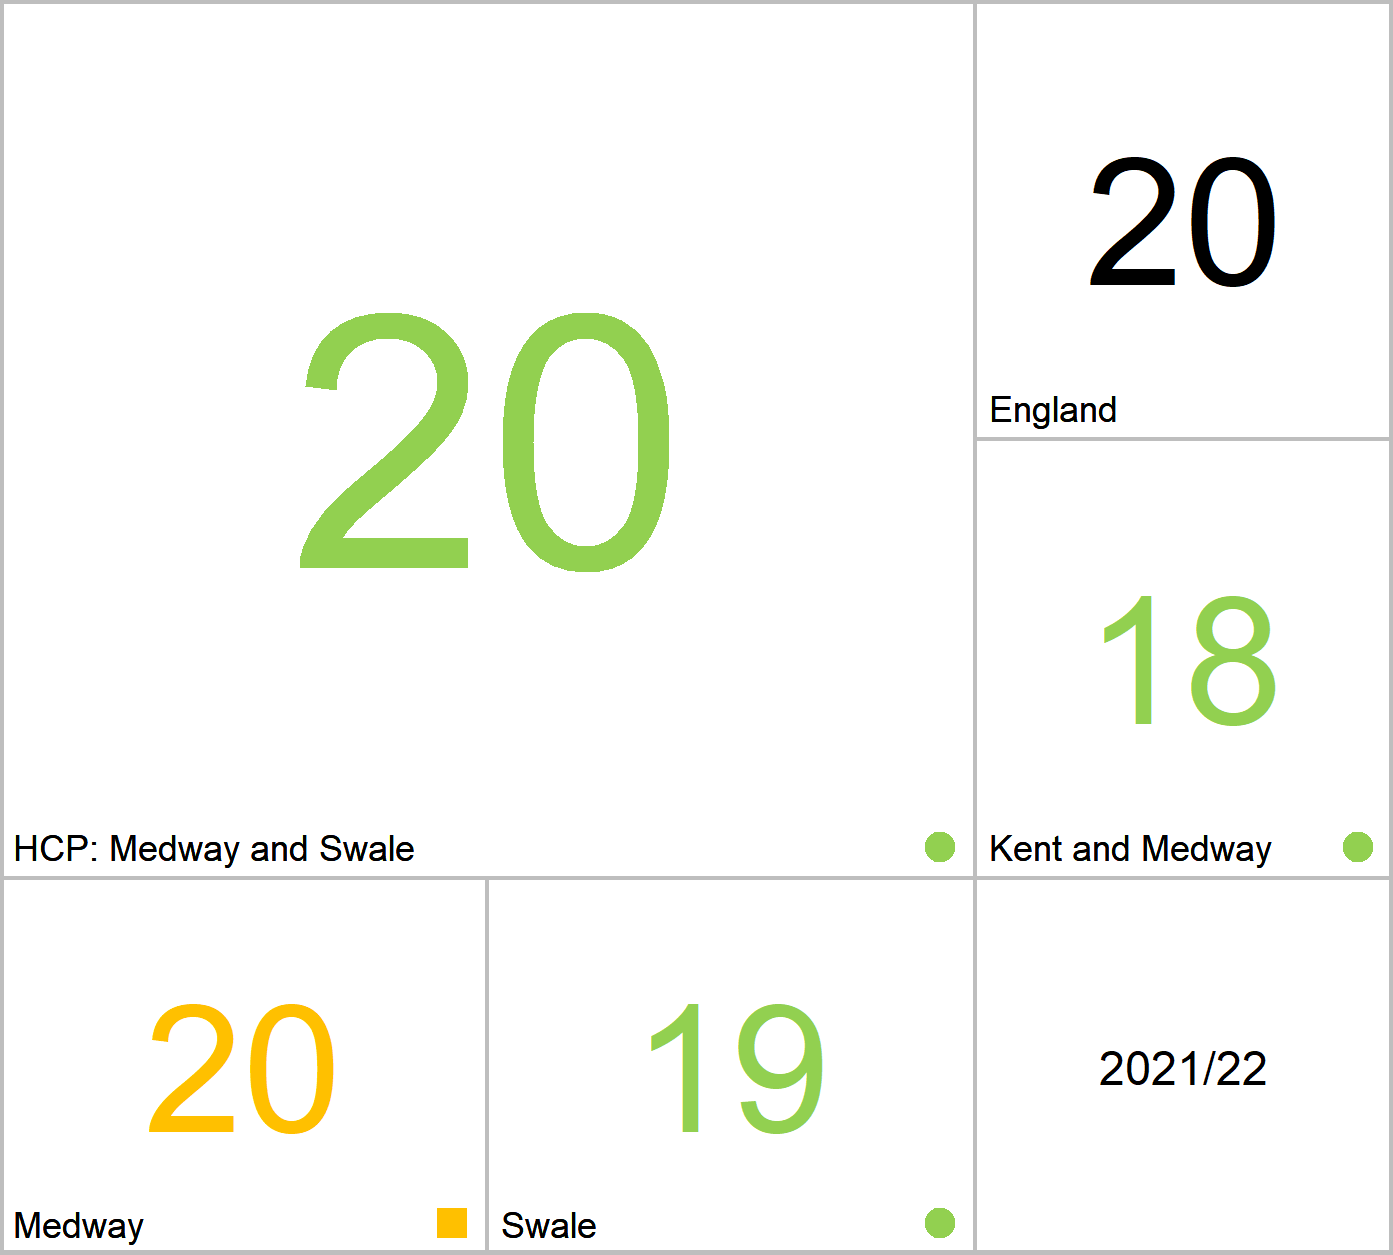 20
HCP: Medway and Swale
20
England
18
Kent and Medway
20
Medway
19
Swale
2021/22